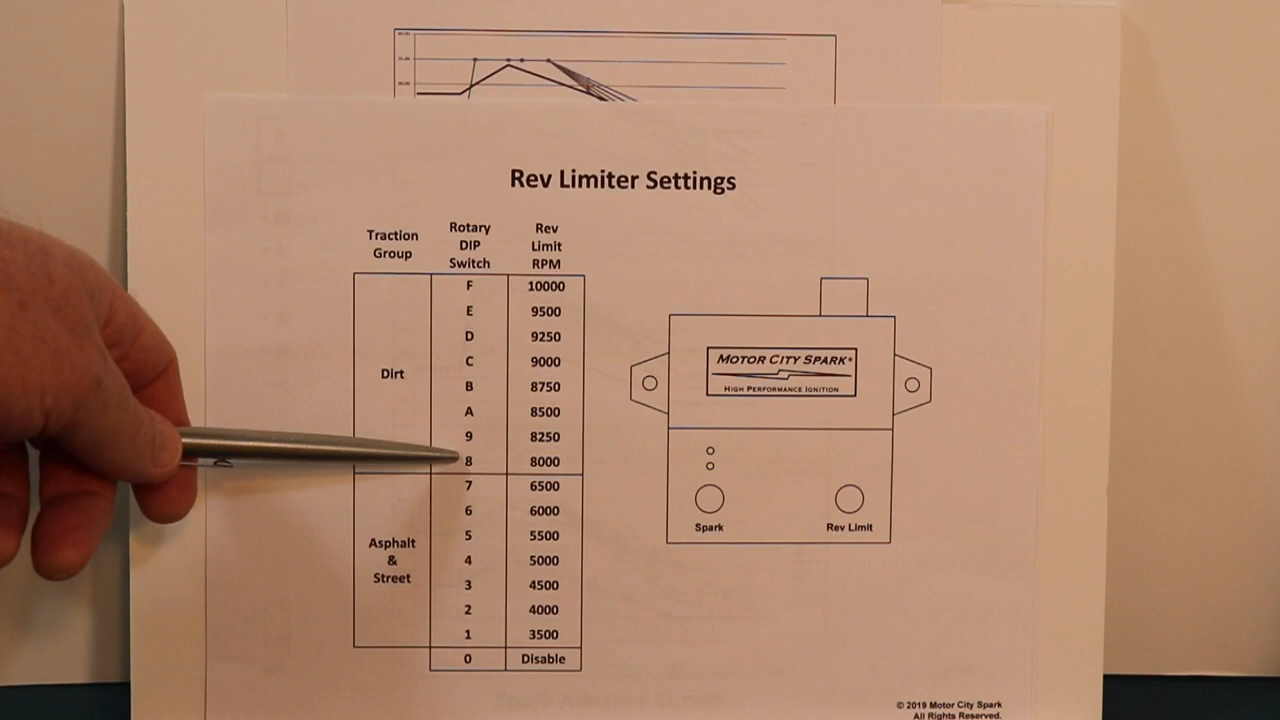 Rev Limiter Settings
Traction Group Rotary DIP Switch Rev Limit RPM
Dirt
F 10000
E 9500
D 9250
C 9000
B 8750
A 8500
9 8250
8 8000
Asphalt & Street
7 6500
6 6000
5 5500
4 5000
3 4500
2 4000
1 3500
0 Disable
MOTOR CITY SPARK®
HIGH PERFORMANCE IGNITION
Spark Rev Limit
© 2019 Motor City Spark
All Rights Reserved.